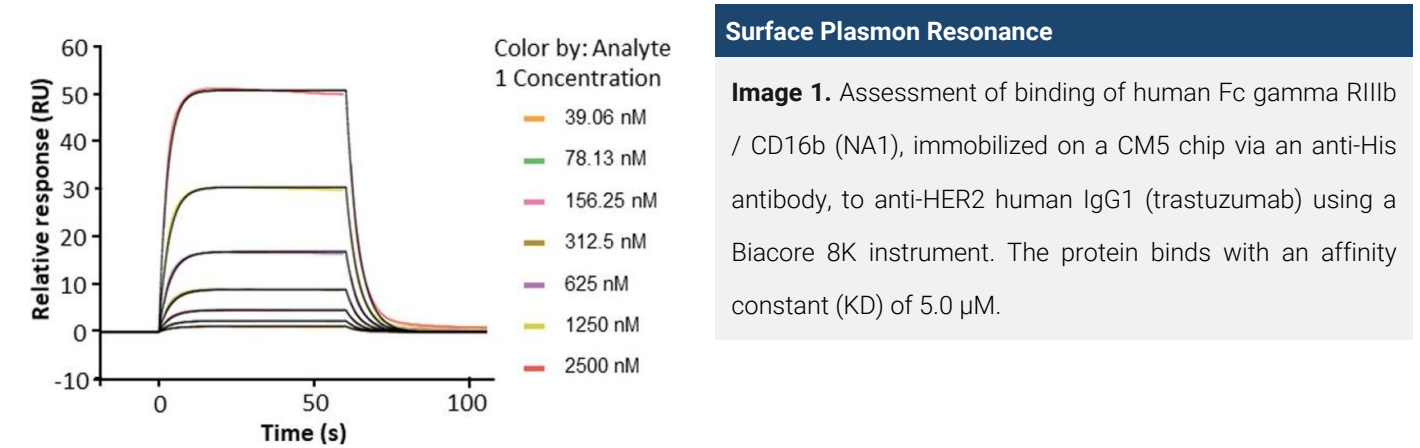 60
50
40
30
20
10
0
-10
Relative response (RU)
0
50
100
Time (s)
Color by: Analyte
1 Concentration
39.06 nM
78.13 nM
156.25 nM
312.5 nM
625 nM
1250 nM
2500 nM
Surface Plasmon Resonance
Image 1. Assessment of binding of human Fc gamma RIIIb
/ CD16b (NA1), immobilized on a CM5 chip via an anti-His
antibody, to anti-HER2 human IgG1 (trastuzumab) using a
Biacore 8K instrument. The protein binds with an affinity
constant (KD) of 5.0 μM.